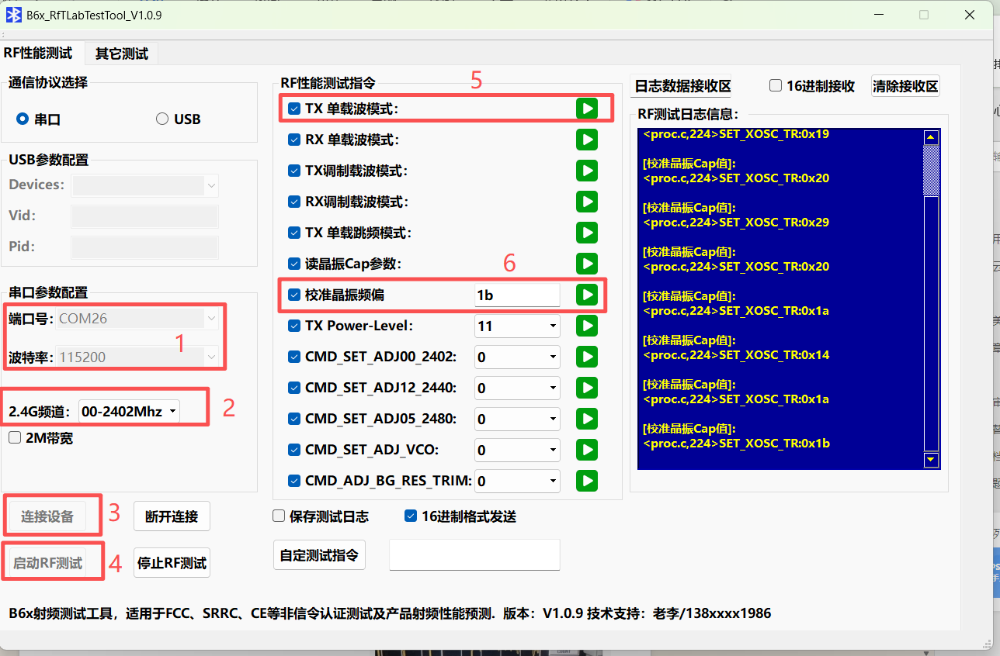 B6x_RfTLabTestTool_V1.0.9
RF性能测试
其它测试
通信协议选择
串口
USB
USB参数配置
Devices:
Vid:
Pid:
串口参数配置
端口号: COM26
波特率: 115200
1
2.4G频道: 00-2402Mhz
2
2M带宽
连接设备
3
断开连接
启动RF测试
4
停止RF测试
RF性能测试指令
5
TX 单载波模式:
RX 单载波模式:
TX调制载波模式:
RX调制载波模式:
TX 单载跳频模式:
读晶振Cap参数:
6
校准晶振频偏 1b
TX Power-Level: 11
CMD_SET_ADJ00_2402: 0
CMD_SET_ADJ12_2440: 0
CMD_SET_ADJ05_2480: 0
CMD_SET_ADJ_VCO: 0
CMD_ADJ_BG_RES_TRIM: 0
保存测试日志
16进制格式发送
自定测试指令
日志数据接收区
16进制接收
清除接收区
RF测试日志信息:
<proc.c,224>SET_XOSC_TR:0x19
[校准晶振Cap值]:
<proc.c,224>SET_XOSC_TR:0x20
[校准晶振Cap值]:
<proc.c,224>SET_XOSC_TR:0x29
[校准晶振Cap值]:
<proc.c,224>SET_XOSC_TR:0x20
[校准晶振Cap值]:
<proc.c,224>SET_XOSC_TR:0x1a
[校准晶振Cap值]:
<proc.c,224>SET_XOSC_TR:0x14
[校准晶振Cap值]:
<proc.c,224>SET_XOSC_TR:0x1a
[校准晶振Cap值]:
<proc.c,224>SET_XOSC_TR:0x1b
B6x射频测试工具，适用于FCC、SRRC、CE等非信令认证测试及产品射频性能预测. 版本：V1.0.9 技术支持：老李/138xxxx1986